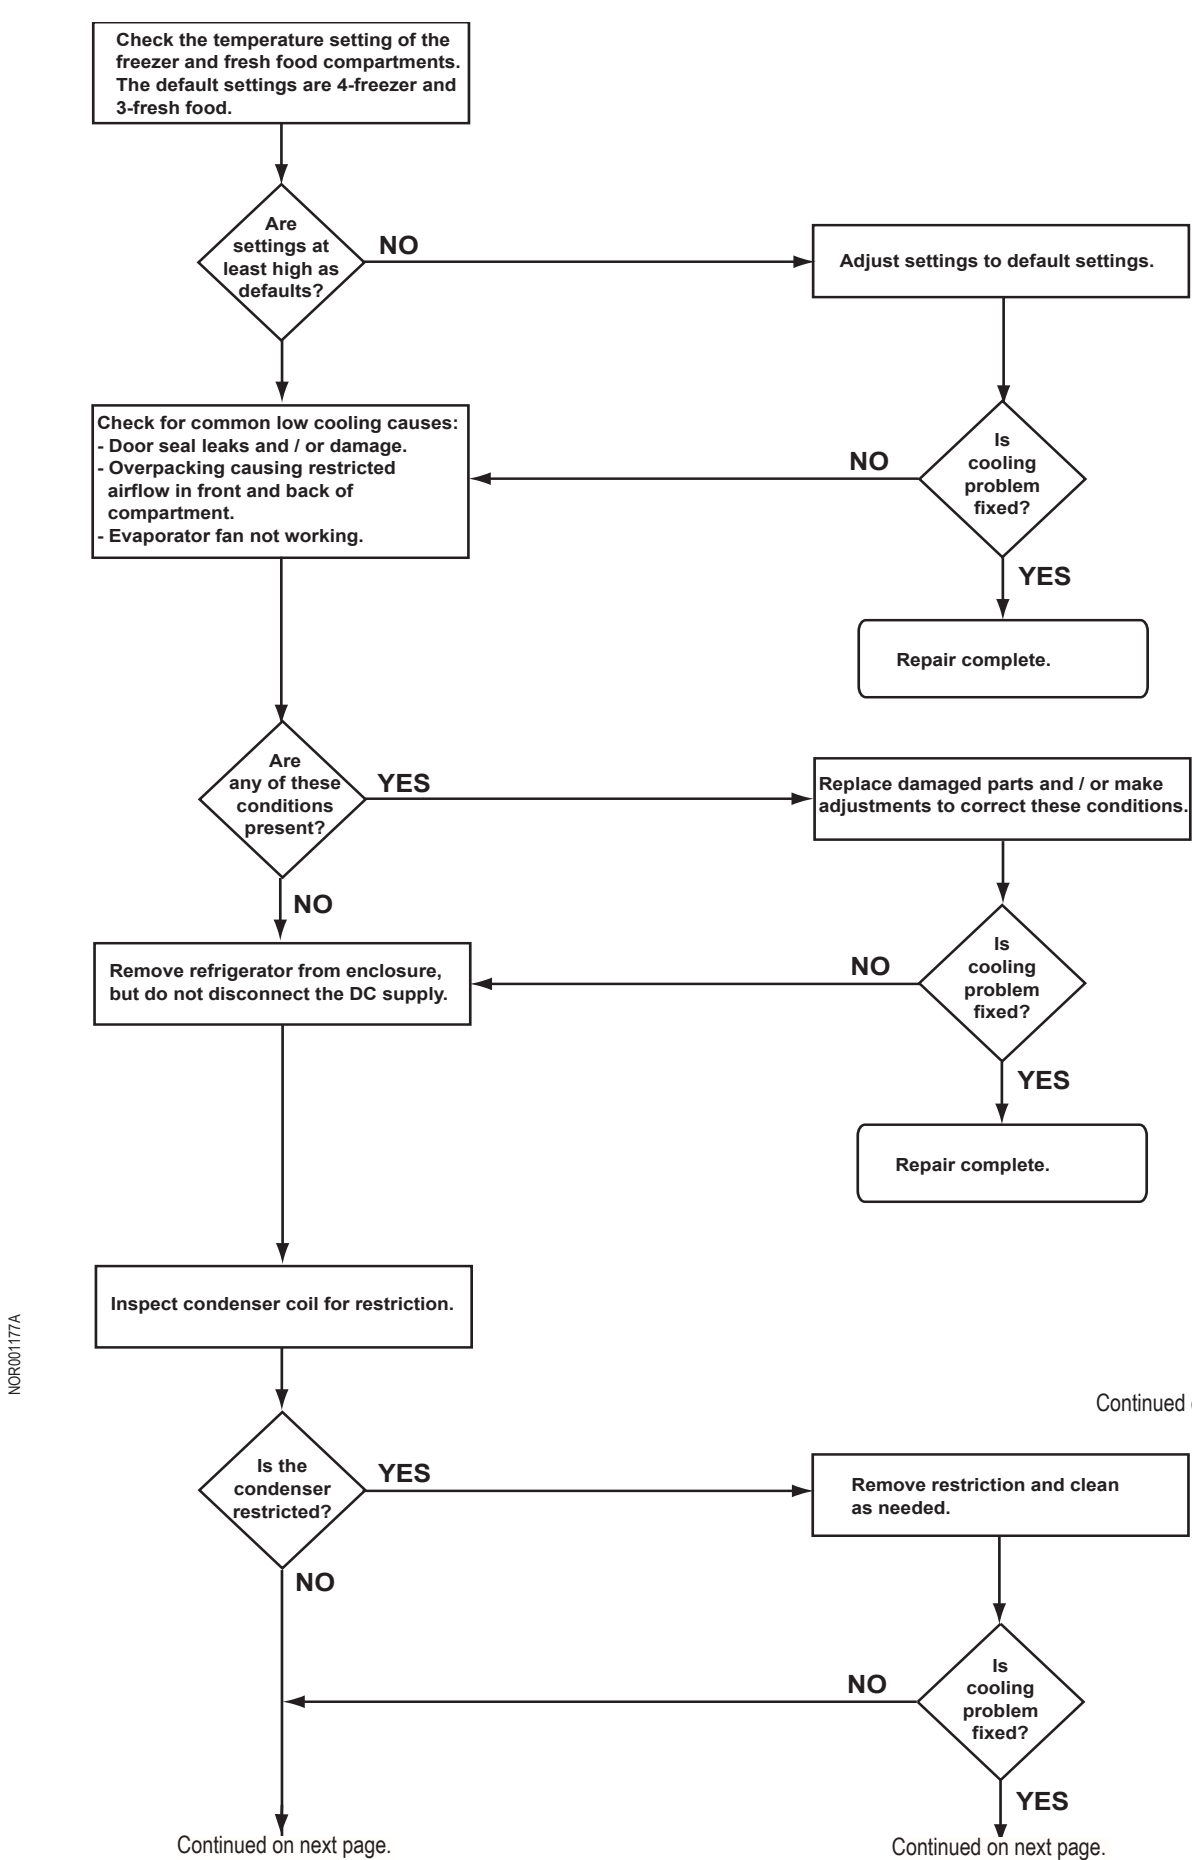 Check the temperature setting of the
freezer and fresh food compartments.
The default settings are 4-freezer and
3-fresh food.
Are
settings at
least high as
defaults?
NO
Adjust settings to default settings.
Check for common low cooling causes:
- Door seal leaks and / or damage.
- Overpacking causing restricted
airflow in front and back of
compartment.
- Evaporator fan not working.
NO
Is
cooling
problem
fixed?
YES
Repair complete.
Are
any of these
conditions
present?
YES
Replace damaged parts and / or make
adjustments to correct these conditions.
NO
Remove refrigerator from enclosure,
but do not disconnect the DC supply.
NO
Is
cooling
problem
fixed?
YES
Repair complete.
Inspect condenser coil for restriction.
NOR001177A
Continued
Is the
condenser
restricted?
YES
Remove restriction and clean
as needed.
NO
NO
Is
cooling
problem
fixed?
YES
Continued on next page.
Continued on next page.